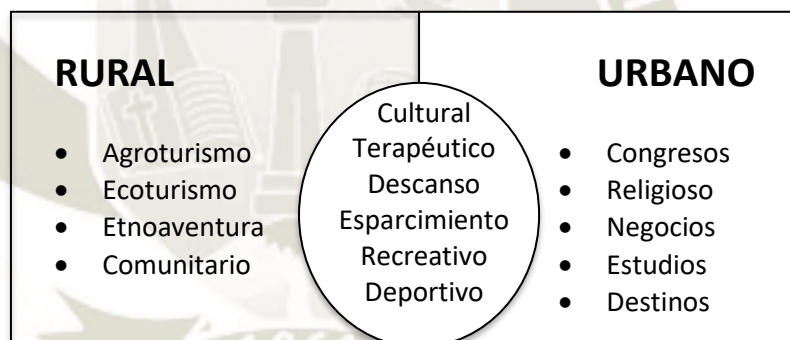 RURAL
• Agroturismo
• Ecoturismo
• Etnoaventura
• Comunitario
Cultural
Terapéutico
Descanso
Esparcimiento
Recreativo
Deportivo
URBANO
• Congresos
• Religioso
• Negocios
• Estudios
• Destinos